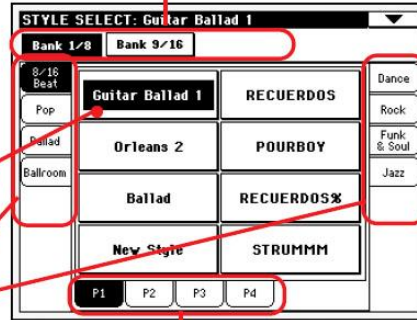 STYLE SELECT: Guitar Ballad 1
Bank 1/8 Bank 9/16
8/16 Beat
Pop
Ballad
Ballroom
Guitar Ballad 1 RECUERDOS
Orleans 2 POURBOY
Ballad RECUERDOS%
New Style STRUMMM
Dance
Rock
Funk & Soul
Jazz
P1 P2 P3 P4